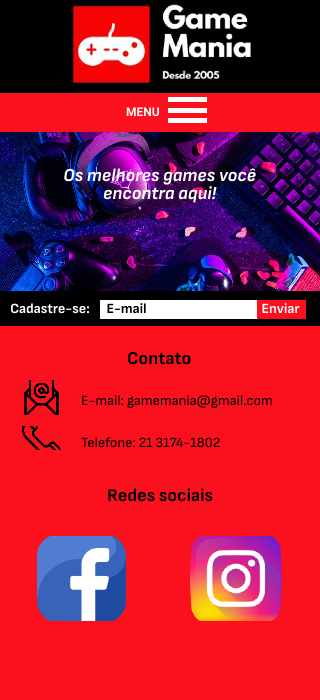 Game
Mania
Desde 2005
MENU
Os melhores games você
encontra aqui!
Cadastre-se: E-mail Enviar
Contato
E-mail: gamemania@gmail.com
Telefone: 21 3174-1802
Redes sociais